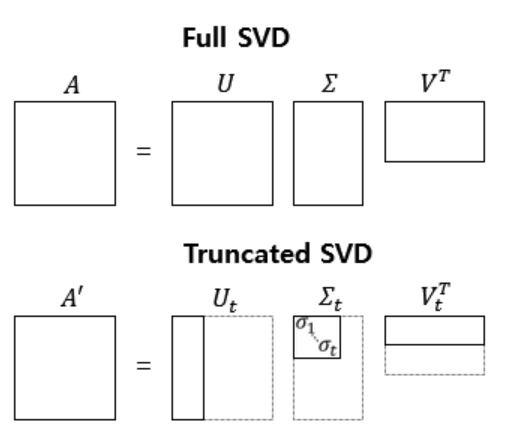 Full SVD
A U Σ V^T
=
Truncated SVD
A′ U_t Σ_t V_t^T
σ_1
⋱
σ_t
=